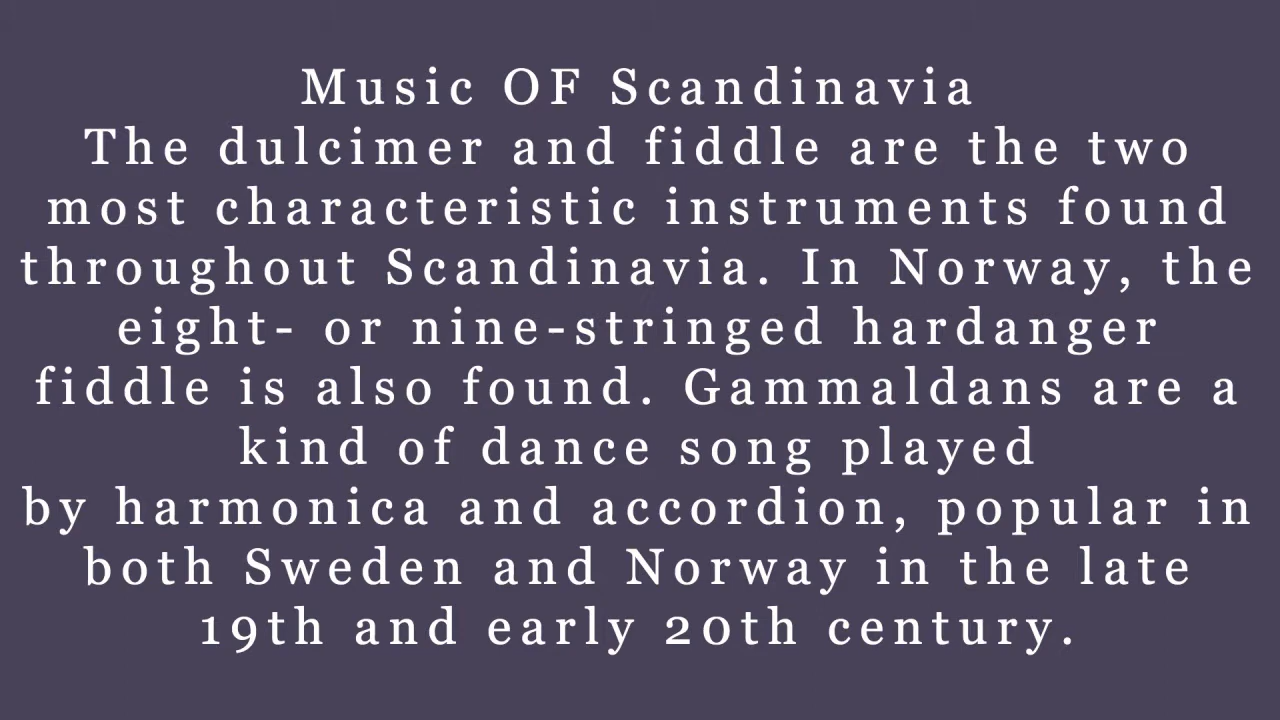 Music OF Scandinavia
The dulcimer and fiddle are the two
most characteristic instruments found
throughout Scandinavia. In Norway, the
eight- or nine-stringed hardanger
fiddle is also found. Gammaldans are a
kind of dance song played
by harmonica and accordion, popular in
both Sweden and Norway in the late
19th and early 20th century.